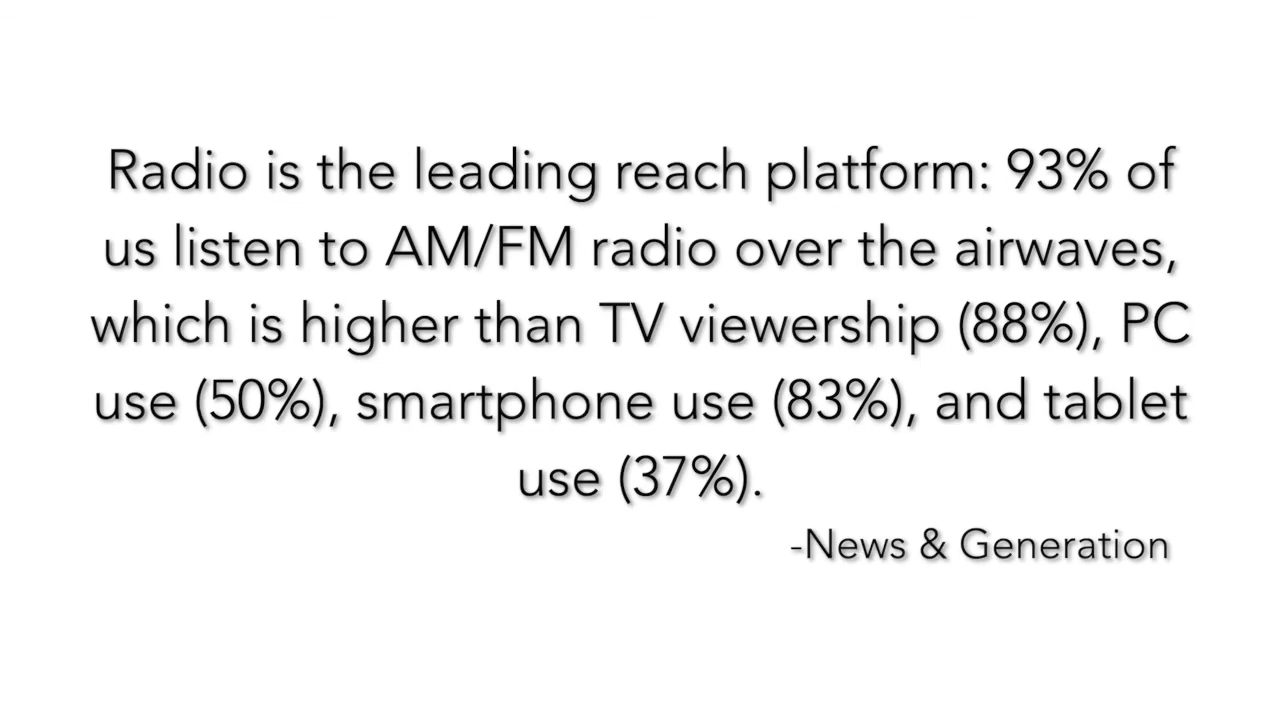 Radio is the leading reach platform: 93% of
us listen to AM/FM radio over the airwaves,
which is higher than TV viewership (88%), PC
use (50%), smartphone use (83%), and tablet
use (37%).
-News & Generation